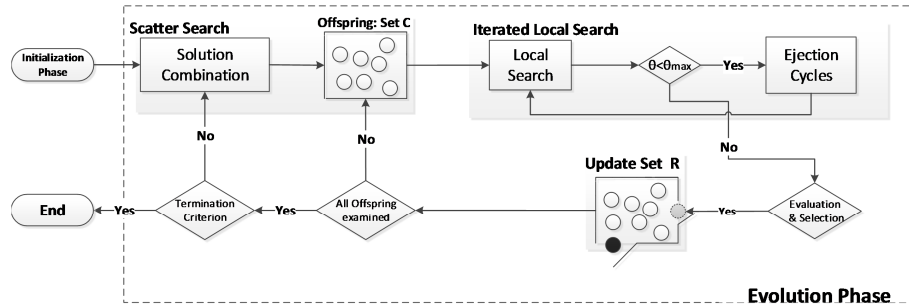 Scatter Search
Offspring: Set C
Iterated Local Search
Initialization
Phase
Solution
Combination
Local
Search
θ<θmax
Yes
Ejection
Cycles
No
No
No
Update Set R
End
Yes
Termination
Criterion
Yes
All Offspring
examined
Yes
Evaluation
& Selection
Evolution Phase